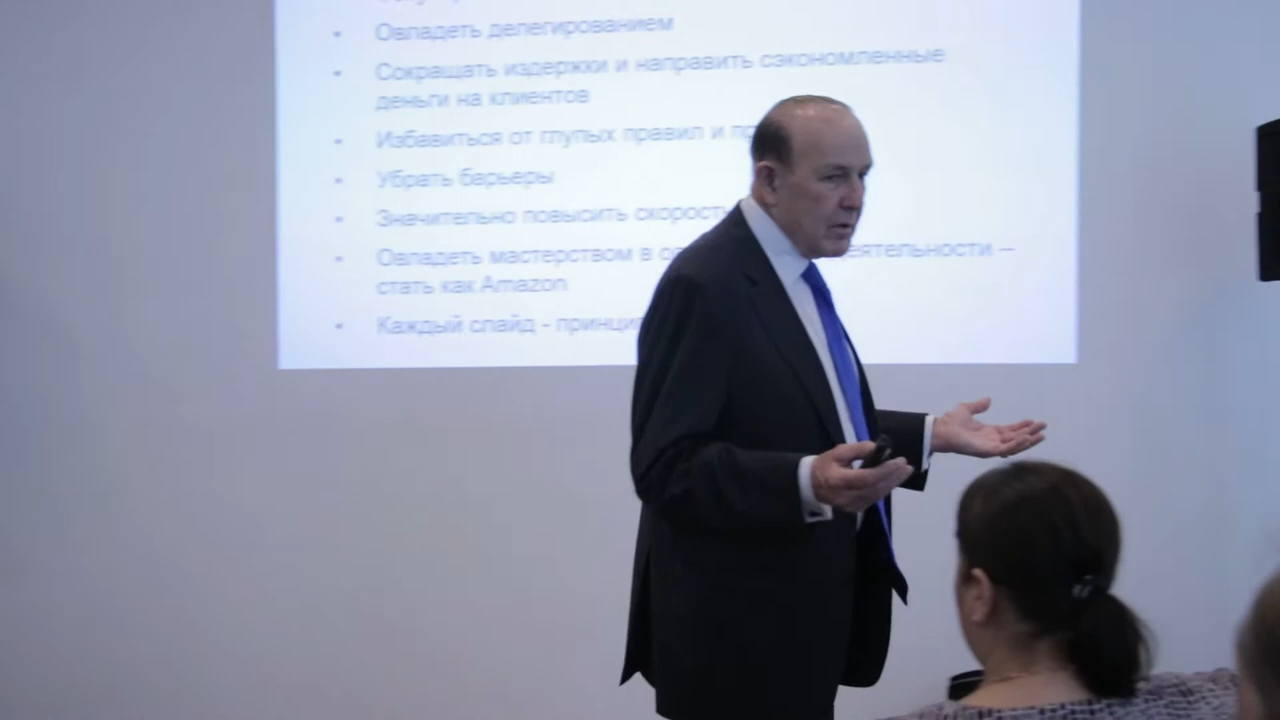 Овладеть делегированием
Сокращать издержки и направить сэкономленные
деньги на клиентов
Избавиться от глупых правил и
Убрать барьеры
Значительно повысить скорость
Овладеть мастерством в –
стать как Amazon
Каждый слайд -